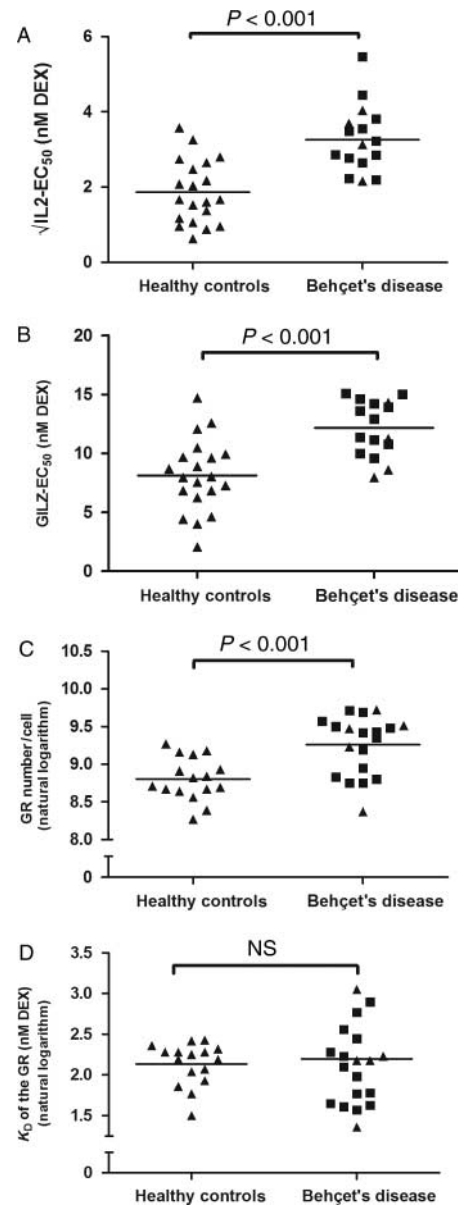 A
P < 0.001
√IL2-EC50 (nM DEX)
6
4
2
0
Healthy controls
Behçet's disease
B
P < 0.001
GILZ-EC50 (nM DEX)
20
15
10
5
0
Healthy controls
Behçet's disease
C
P < 0.001
GR number/cell
(natural logarithm)
10.5
10.0
9.5
9.0
8.5
8.0
0
Healthy controls
Behçet's disease
D
NS
KD of the GR (nM DEX)
(natural logarithm)
3.5
3.0
2.5
2.0
1.5
0
Healthy controls
Behçet's disease